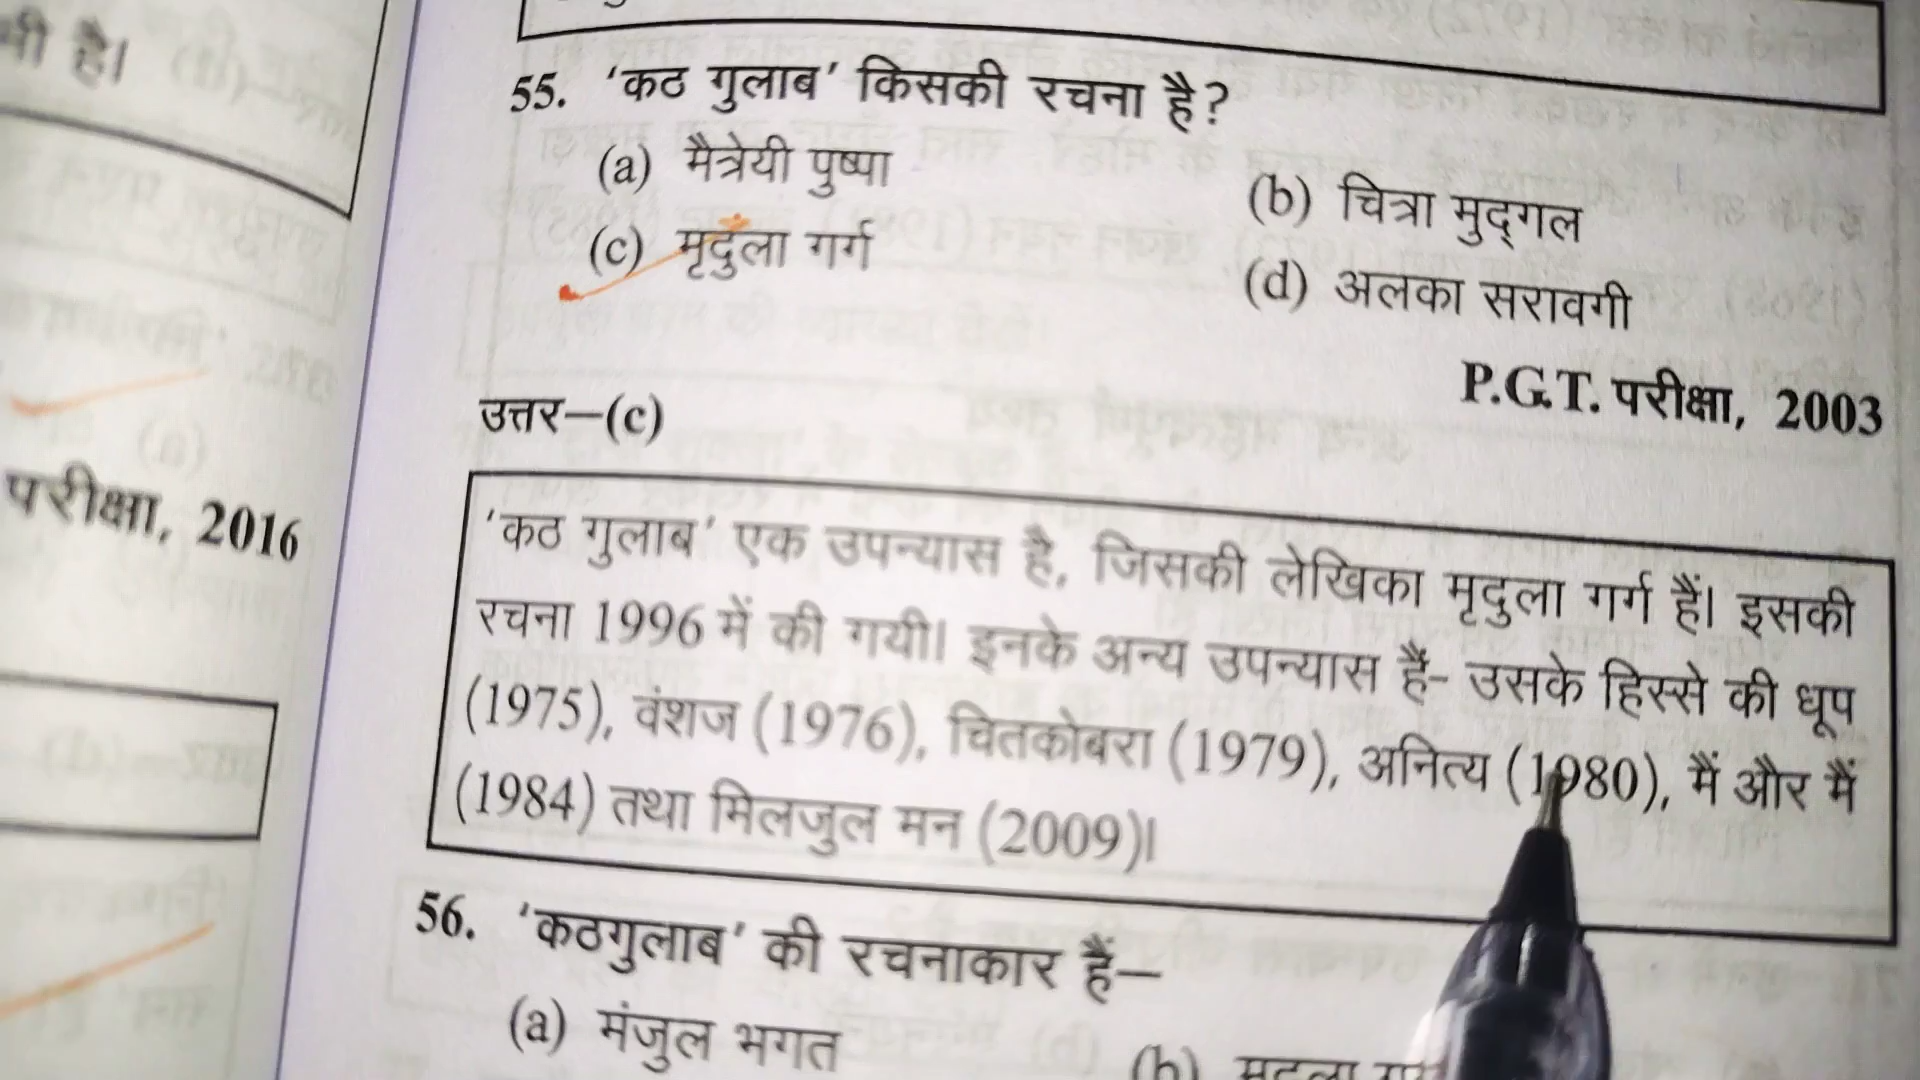 भी है।
परीक्षा, 2016
55. 'कठ गुलाब' किसकी रचना है?
(a) मैत्रेयी पुष्पा
(b) चित्रा मुद्गल
(c) मृदुला गर्ग
(d) अलका सरावगी
P.G.T. परीक्षा, 2003
उत्तर–(c)
'कठ गुलाब' एक उपन्यास है, जिसकी लेखिका मृदुला गर्ग हैं। इसकी
रचना 1996 में की गयी। इनके अन्य उपन्यास हैं- उसके हिस्से की धूप
(1975), वंशज (1976), चितकोबरा (1979), अनित्य (1980), मैं और मैं
(1984) तथा मिलजुल मन (2009)।
56. 'कठगुलाब' की रचनाकार हैं–
(a) मंजुल भगत
(b)